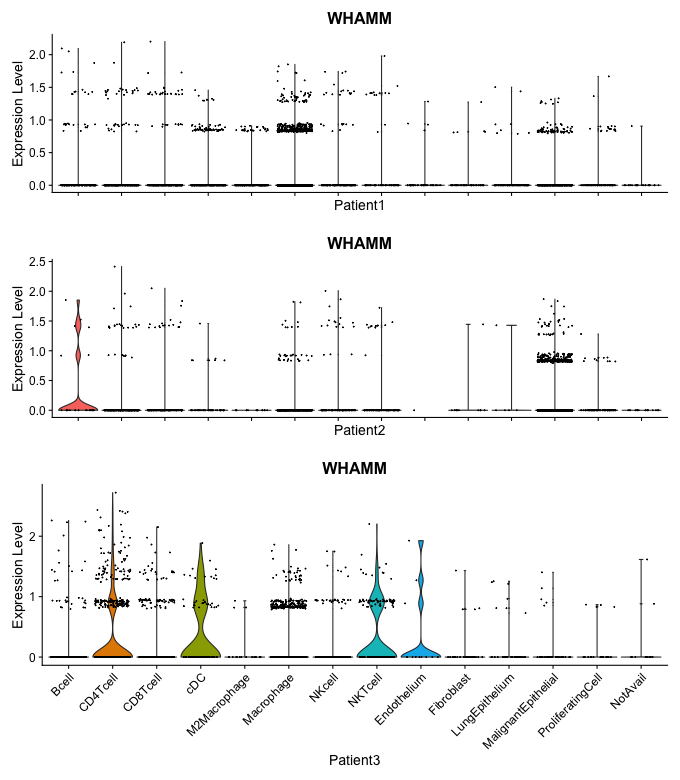 WHAMM
Expression Level
2.0
1.5
1.0
0.5
0.0
Patient1
WHAMM
Expression Level
2.5
2.0
1.5
1.0
0.5
0.0
Patient2
WHAMM
Expression Level
2
1
0
Bcell
CD4Tcell
CD8Tcell
cDC
M2Macrophage
Macrophage
NKcell
NKTcell
Endothelium
Fibroblast
LungEpithelium
MalignantEpithelial
ProliferatingCell
NotAvail
Patient3